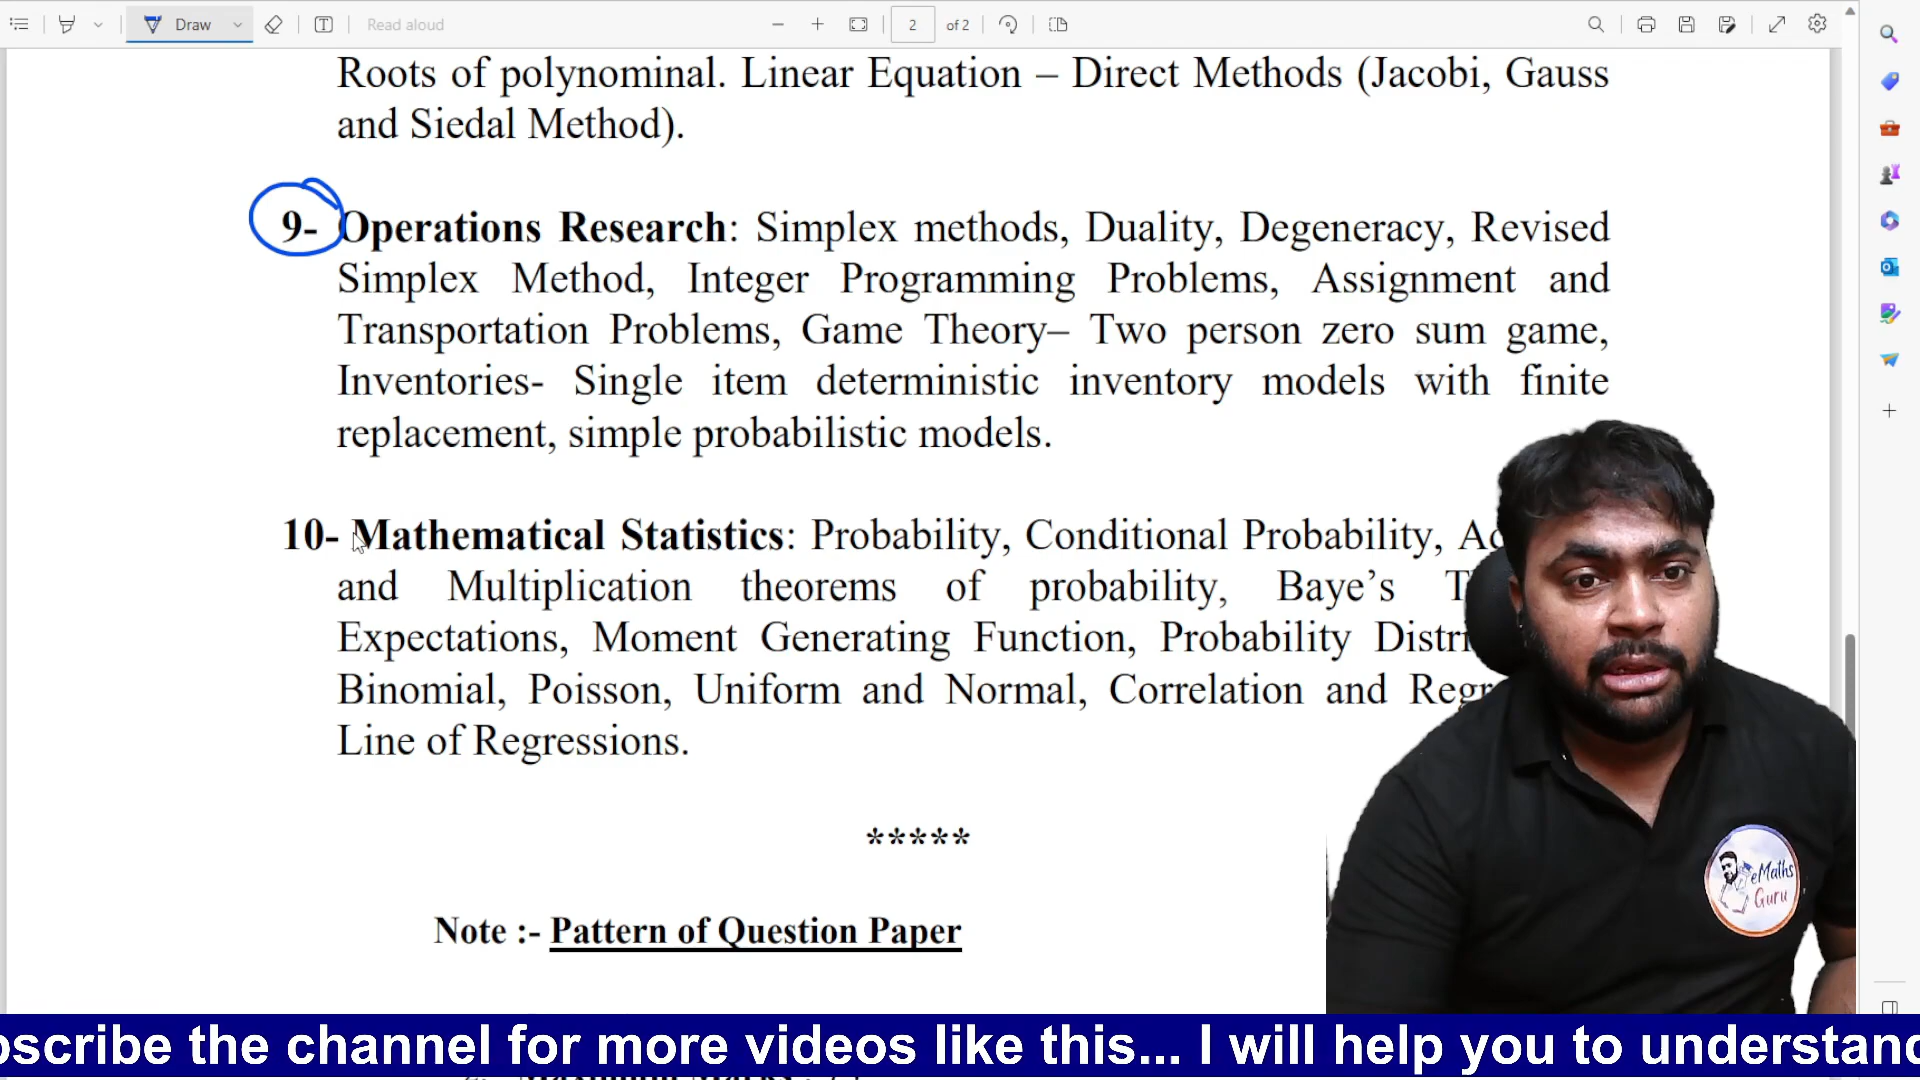 Draw
Read aloud
2
of 2
Roots of polynominal. Linear Equation – Direct Methods (Jacobi, Gauss
and Siedal Method).
9- Operations Research: Simplex methods, Duality, Degeneracy, Revised
Simplex Method, Integer Programming Problems, Assignment and
Transportation Problems, Game Theory– Two person zero sum game,
Inventories- Single item deterministic inventory models with finite
replacement, simple probabilistic models.
10- Mathematical Statistics: Probability, Conditional Probability,
and Multiplication theorems of probability, Baye’s
Expectations, Moment Generating Function, Probability
Binomial, Poisson, Uniform and Normal, Correlation and
Line of Regressions.
*****
Note :- Pattern of Question Paper
eMaths
Guru
the channel for more videos like this... I will help you to understand